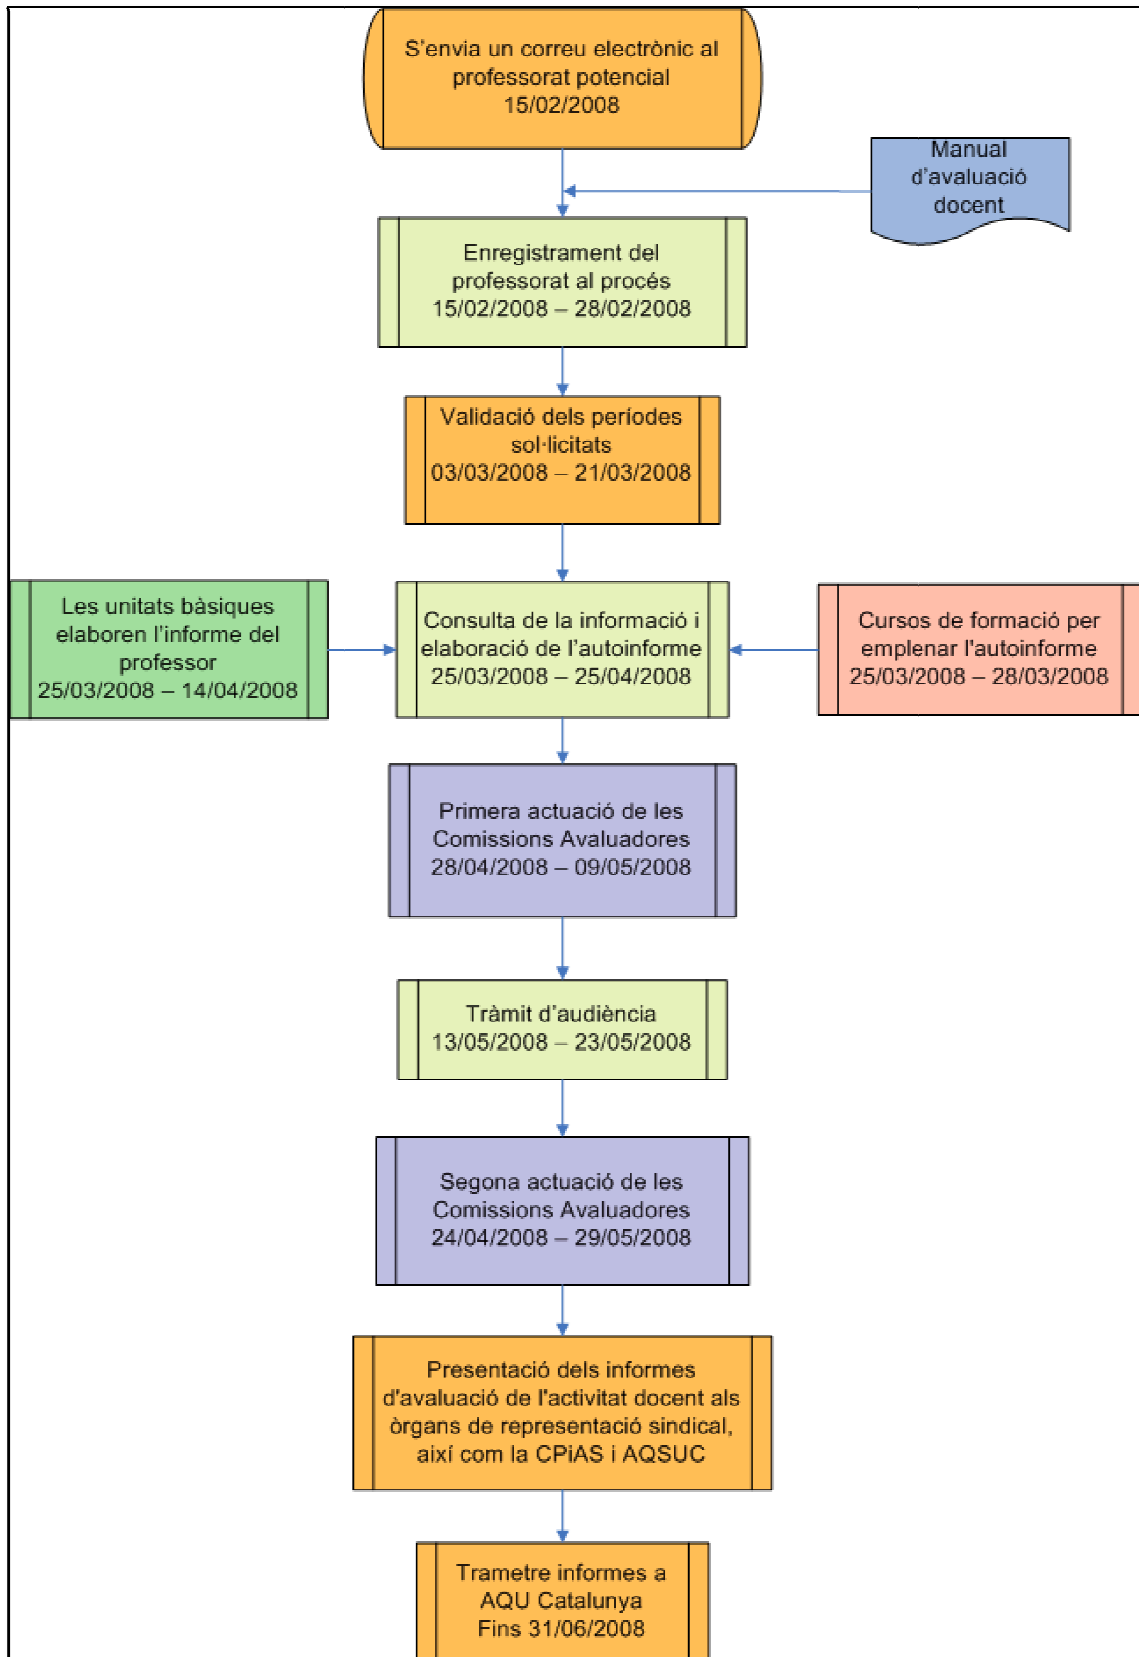 S'envia un correu electrònic al
professorat potencial
15/02/2008
Manual
d'avaluació
docent
Enregistrament del
professorat al procés
15/02/2008 – 28/02/2008
Validació dels períodes
sol·licitats
03/03/2008 – 21/03/2008
Les unitats bàsiques
elaboren l'informe del
professor
25/03/2008 – 14/04/2008
Consulta de la informació i
elaboració de l'autoinforme
25/03/2008 – 25/04/2008
Cursos de formació per
emplenar l'autoinforme
25/03/2008 – 28/03/2008
Primera actuació de les
Comissions Avaluadores
28/04/2008 – 09/05/2008
Tràmit d'audiència
13/05/2008 – 23/05/2008
Segona actuació de les
Comissions Avaluadores
24/04/2008 – 29/05/2008
Presentació dels informes
d'avaluació de l'activitat docent als
òrgans de representació sindical,
així com la CPiAS i AQSUC
Trametre informes a
AQU Catalunya
Fins 31/06/2008